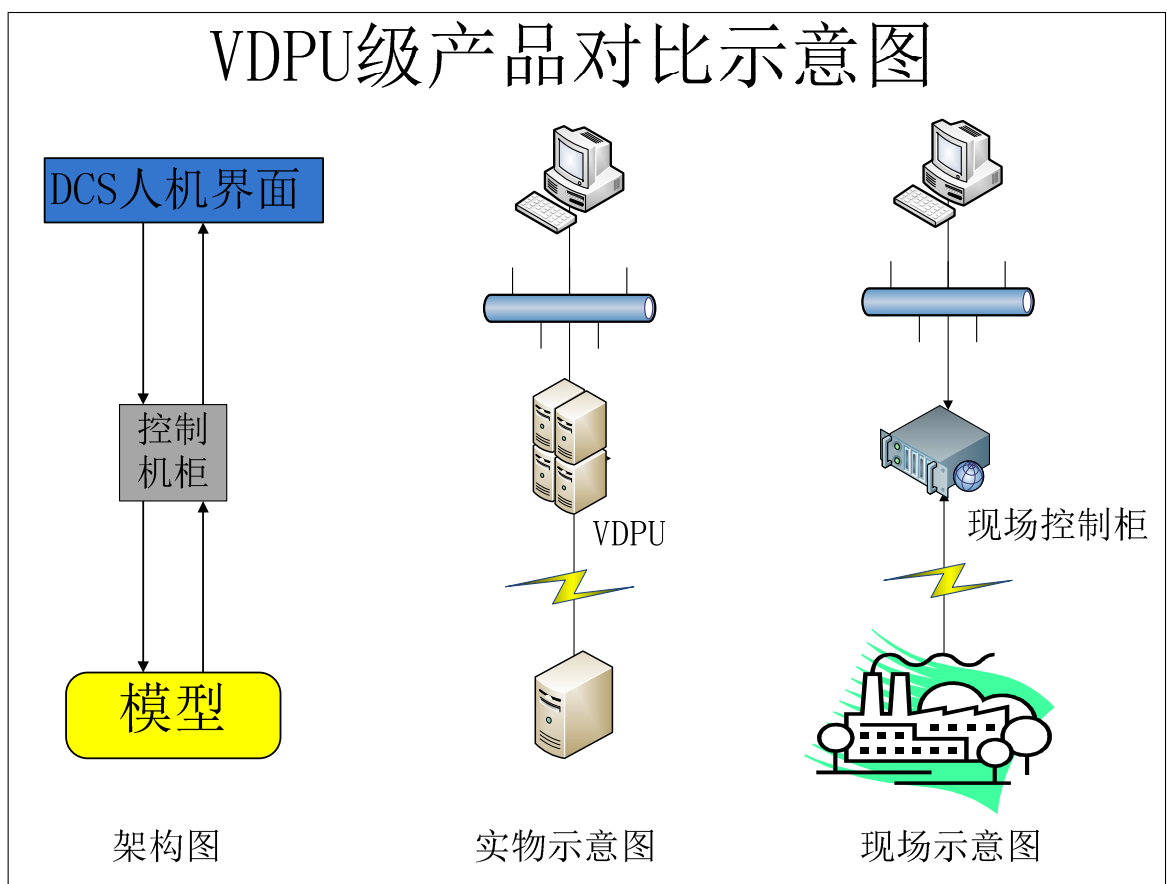 VDPU级产品对比示意图
DCS人机界面
控制
机柜
VDPU
现场控制柜
模型
架构图
实物示意图
现场示意图